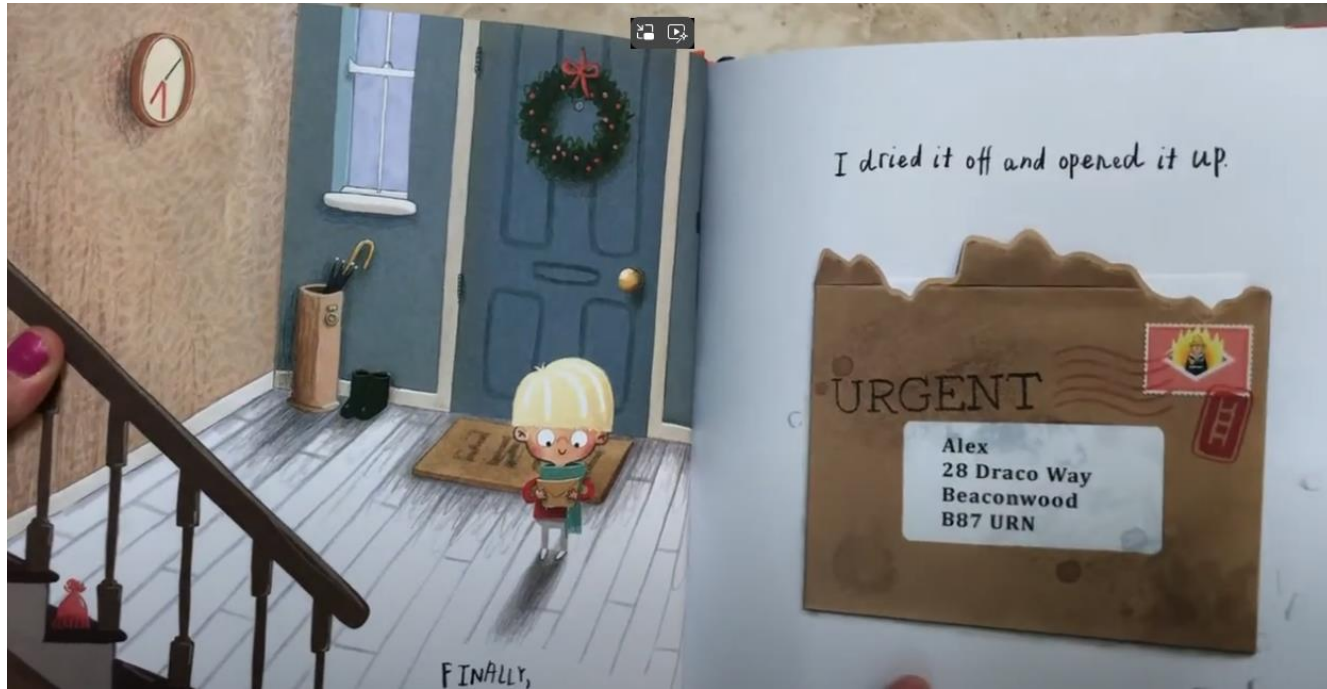 FINALLY,
I dried it off and opened it up.
URGENT
Alex
28 Draco Way
Beaconwood
B87 URN